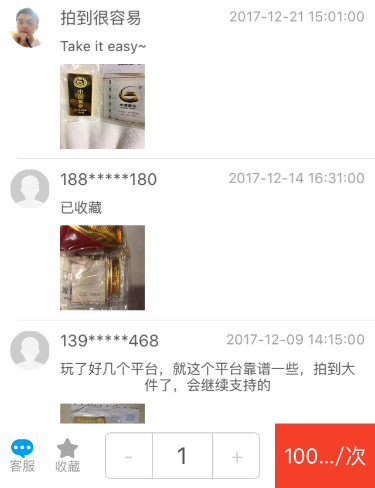 拍到很容易
2017-12-21 15:01:00
Take it easy~
188*****180
2017-12-14 16:31:00
已收藏
139*****468
2017-12-09 14:15:00
玩了好几个平台，就这个平台靠谱一些，拍到大
件了，会继续支持的
客服
收藏
-
1
+
100.../次